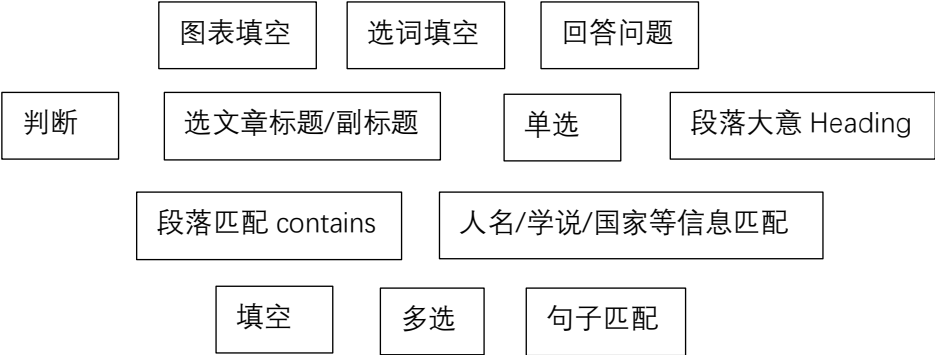 图表填空 选词填空 回答问题
判断 选文章标题/副标题 单选 段落大意 Heading
段落匹配 contains 人名/学说/国家等信息匹配
填空 多选 句子匹配